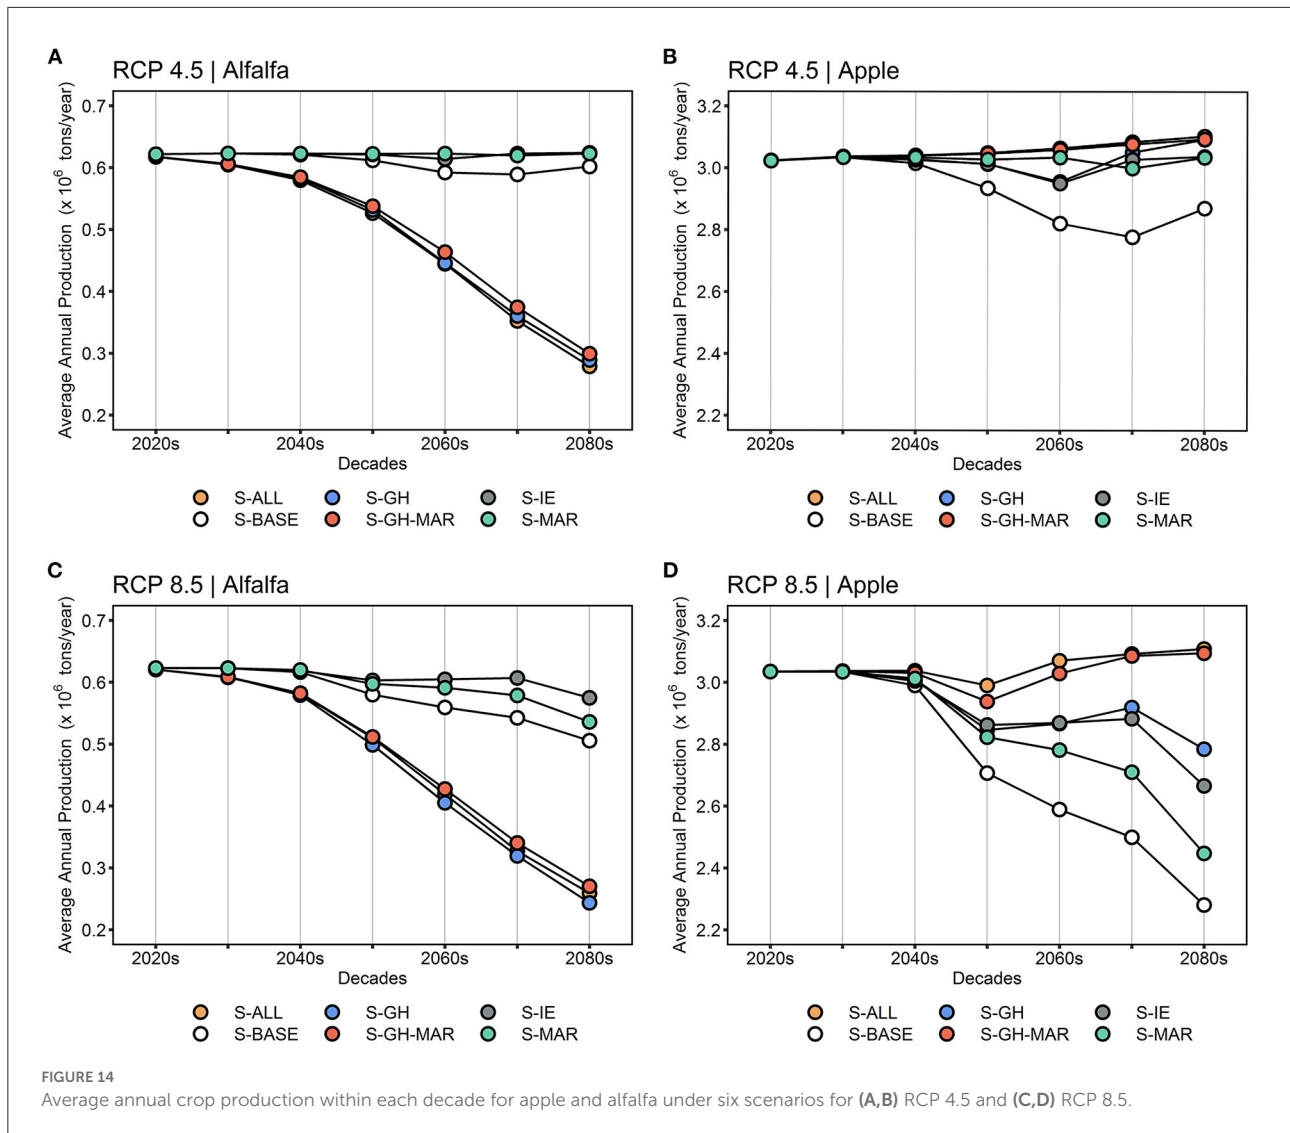 A
RCP 4.5 | Alfalfa
Average Annual Production (x 10⁶ tons/year)
0.7
0.6
0.5
0.4
0.3
0.2
2020s 2040s 2060s 2080s
Decades
S-ALL S-GH S-IE
S-BASE S-GH-MAR S-MAR
B
RCP 4.5 | Apple
Average Annual Production (x 10⁶ tons/year)
3.2
3.0
2.8
2.6
2.4
2.2
2020s 2040s 2060s 2080s
Decades
S-ALL S-GH S-IE
S-BASE S-GH-MAR S-MAR
C
RCP 8.5 | Alfalfa
Average Annual Production (x 10⁶ tons/year)
0.7
0.6
0.5
0.4
0.3
0.2
2020s 2040s 2060s 2080s
Decades
S-ALL S-GH S-IE
S-BASE S-GH-MAR S-MAR
D
RCP 8.5 | Apple
Average Annual Production (x 10⁶ tons/year)
3.2
3.0
2.8
2.6
2.4
2.2
2020s 2040s 2060s 2080s
Decades
S-ALL S-GH S-IE
S-BASE S-GH-MAR S-MAR
FIGURE 14
Average annual crop production within each decade for apple and alfalfa under six scenarios for (A,B) RCP 4.5 and (C,D) RCP 8.5.